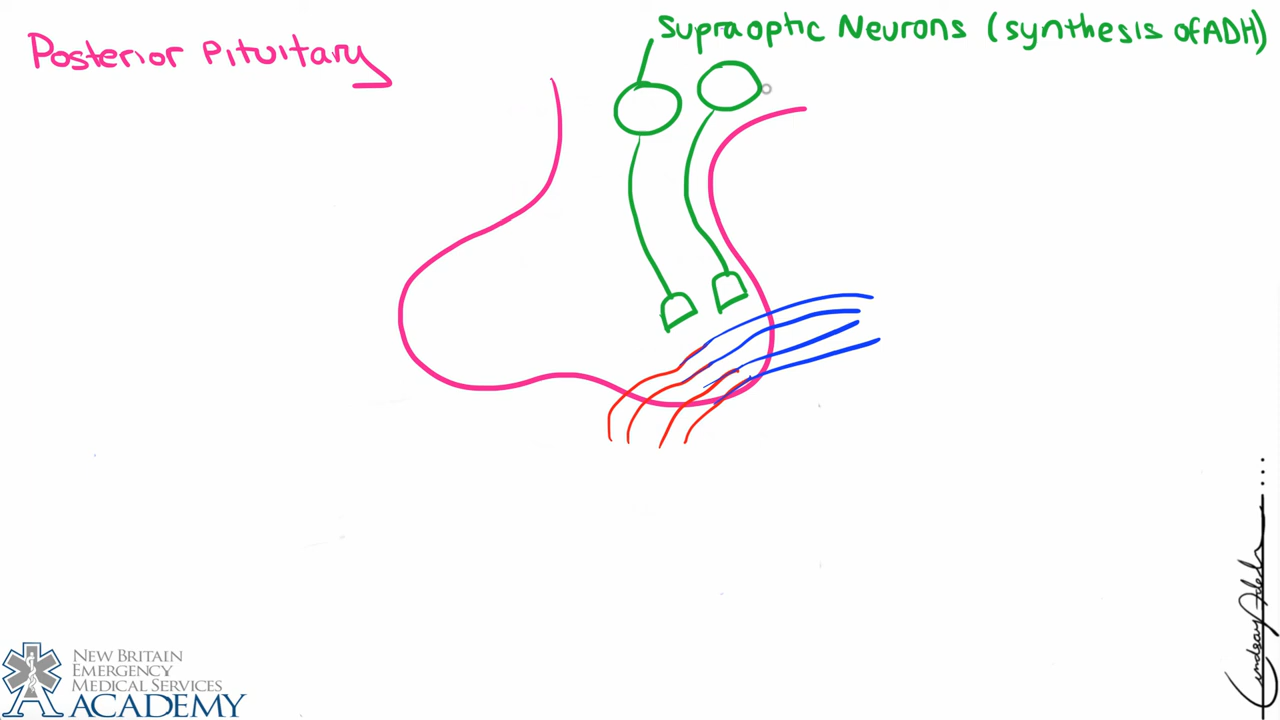 Supraoptic Neurons (synthesis of ADH)
Posterior Pituitary
NEW BRITAIN
EMERGENCY
MEDICAL SERVICES
ACADEMY